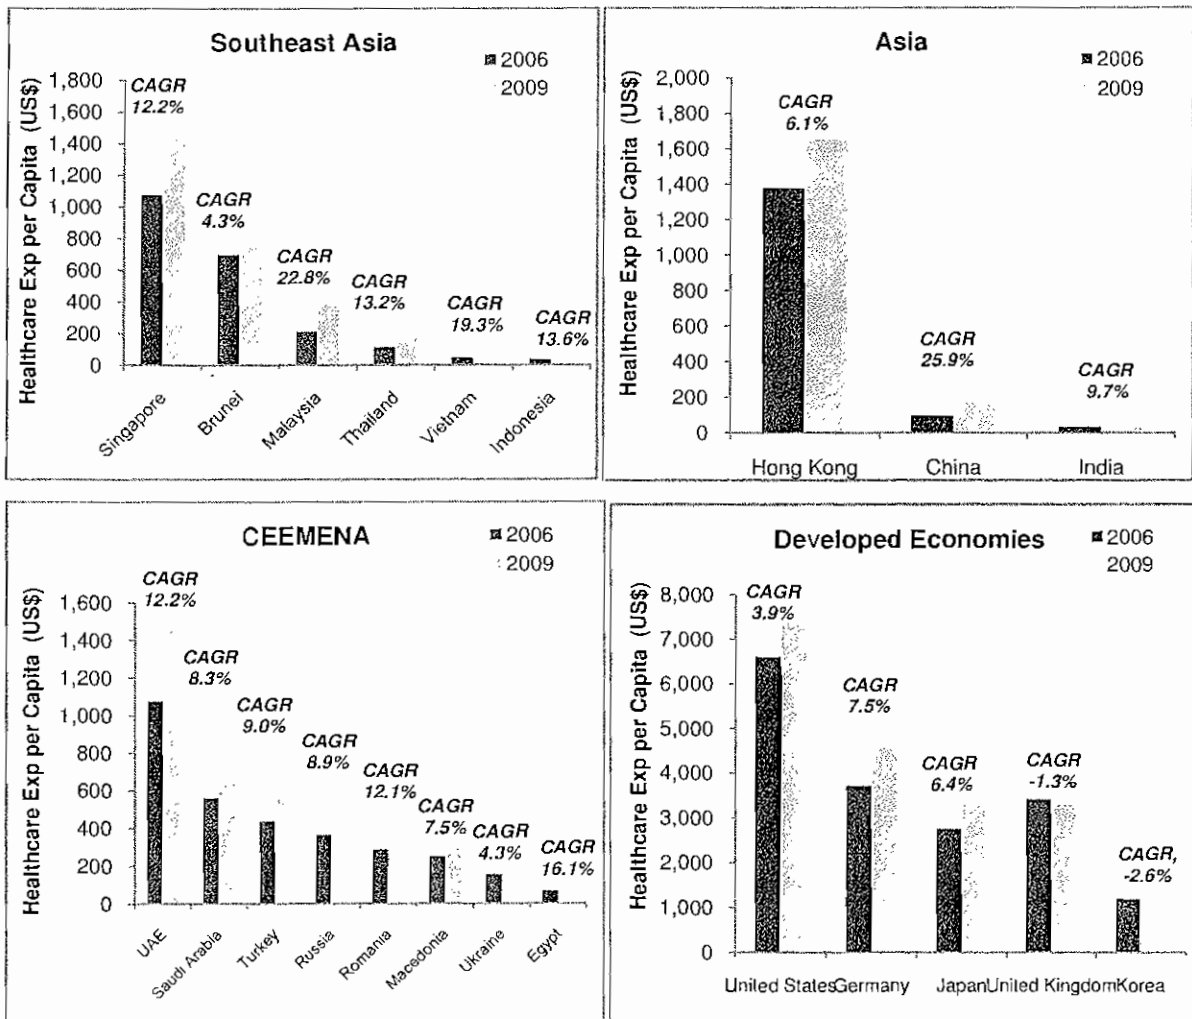 Southeast Asia
2006
2009
Healthcare Exp per Capita (US$)
1,800
1,600
1,400
1,200
1,000
800
600
400
200
0
CAGR
12.2%
CAGR
4.3%
CAGR
22.8%
CAGR
13.2%
CAGR
19.3%
CAGR
13.6%
Singapore
Brunei
Malaysia
Thailand
Vietnam
Indonesia
Asia
2006
2009
Healthcare Exp per Capita (US$)
2,000
1,800
1,600
1,400
1,200
1,000
800
600
400
200
0
CAGR
6.1%
CAGR
25.9%
CAGR
9.7%
Hong Kong
China
India
CEEMENA
2006
2009
Healthcare Exp per Capita (US$)
1,600
1,400
1,200
1,000
800
600
400
200
0
CAGR
12.2%
CAGR
8.3%
CAGR
9.0%
CAGR
8.9%
CAGR
12.1%
CAGR
7.5%
CAGR
4.3%
CAGR
16.1%
UAE
Saudi Arabia
Turkey
Russia
Romania
Macedonia
Ukraine
Egypt
Developed Economies
2006
2009
Healthcare Exp per Capita (US$)
8,000
7,000
6,000
5,000
4,000
3,000
2,000
1,000
0
CAGR
3.9%
CAGR
7.5%
CAGR
6.4%
CAGR
-1.3%
CAGR,
-2.6%
United States
Germany
Japan
United Kingdom
Korea